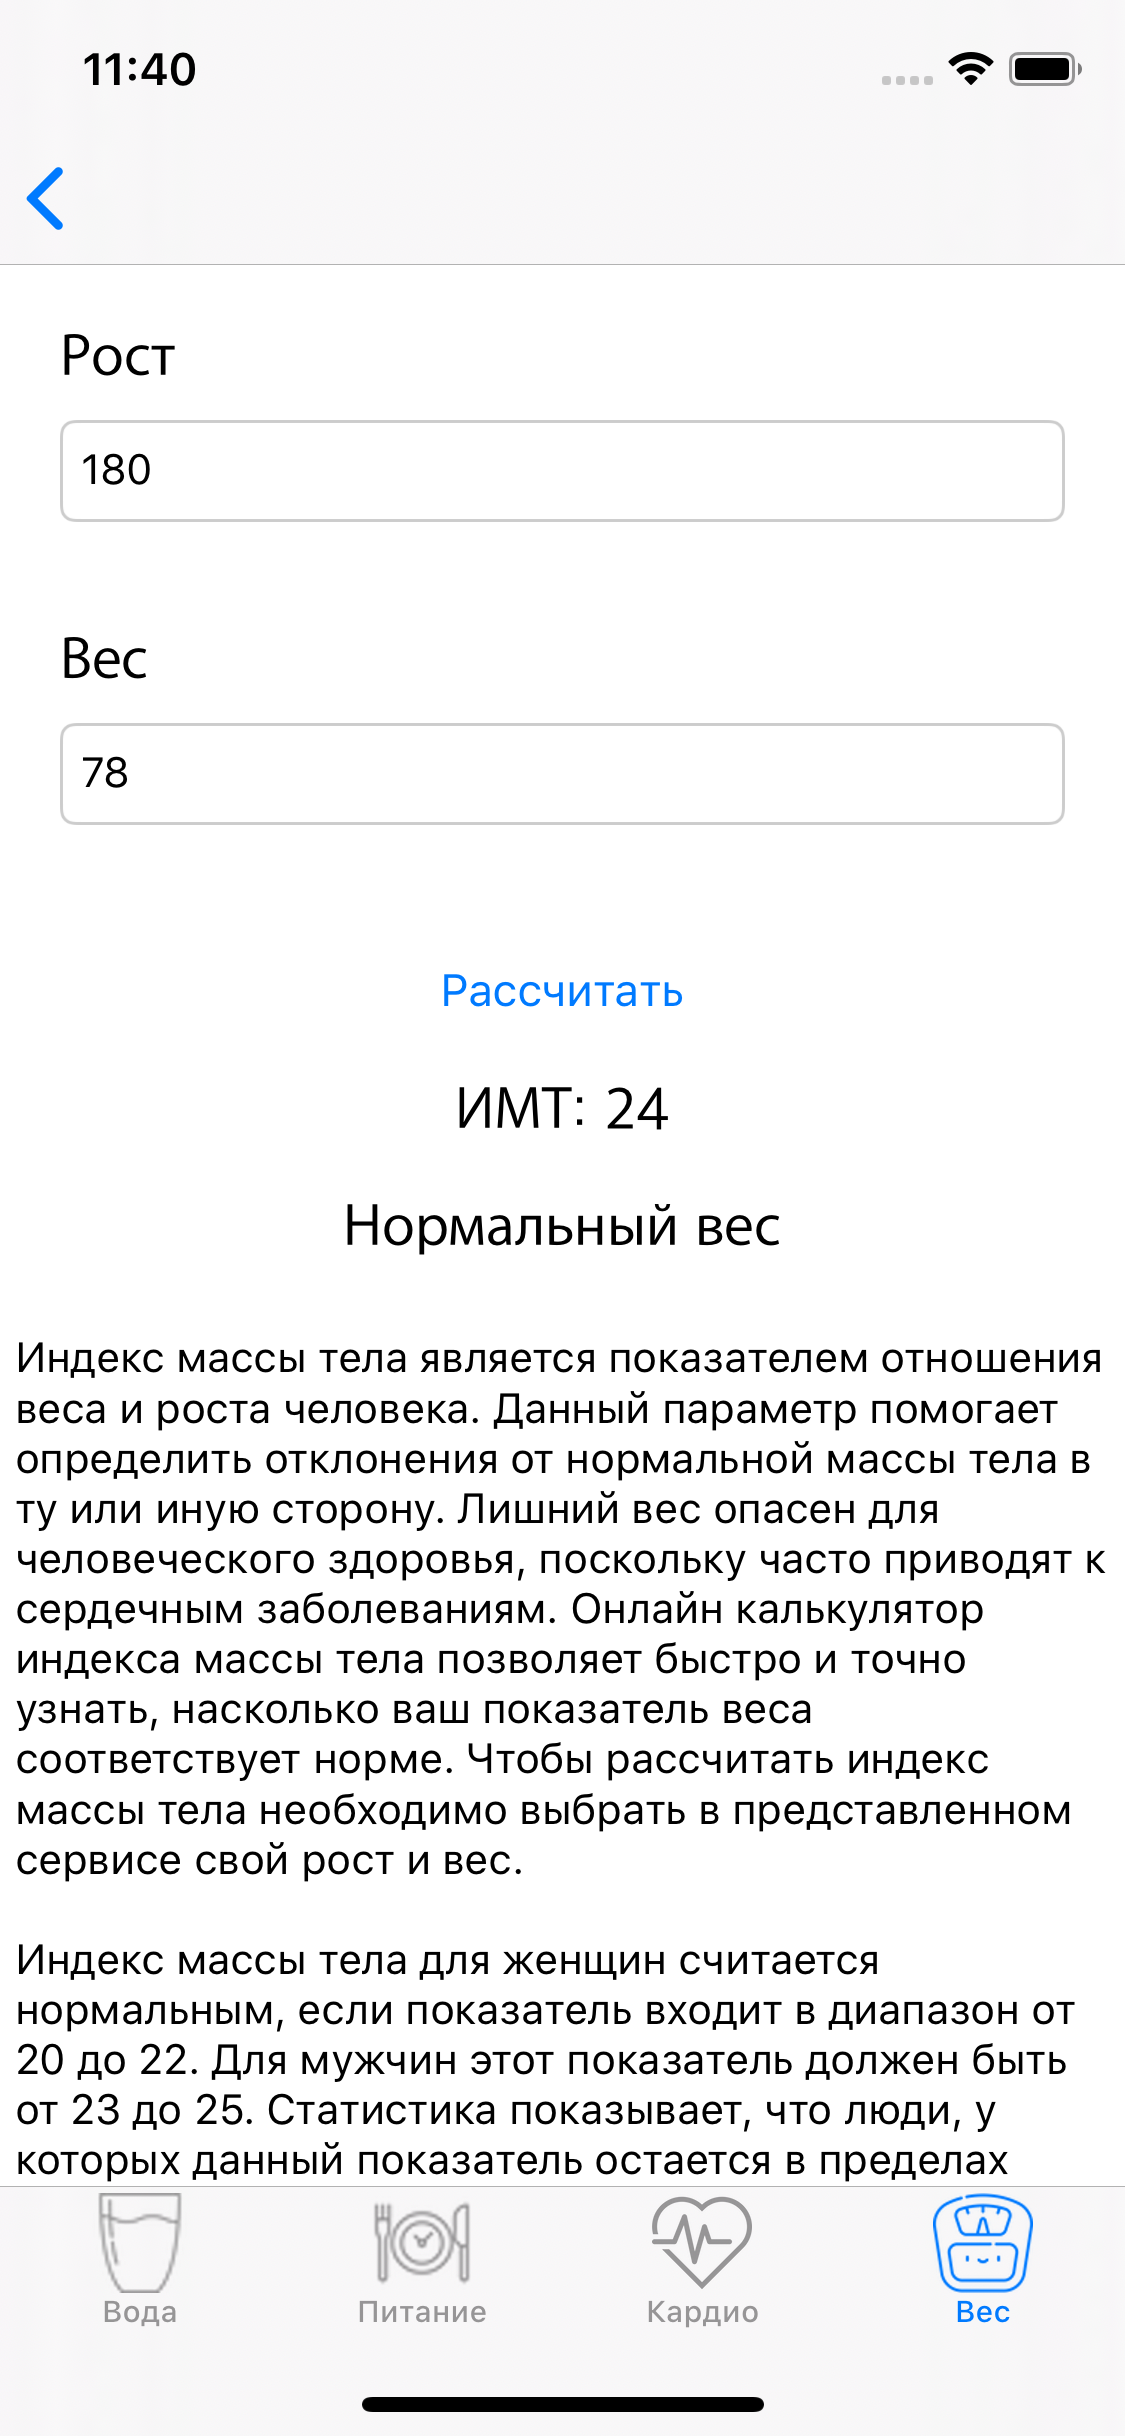 11:40
Рост
180
Вес
78
Рассчитать
ИМТ: 24
Нормальный вес
Индекс массы тела является показателем отношения
веса и роста человека. Данный параметр помогает
определить отклонения от нормальной массы тела в
ту или иную сторону. Лишний вес опасен для
человеческого здоровья, поскольку часто приводят к
сердечным заболеваниям. Онлайн калькулятор
индекса массы тела позволяет быстро и точно
узнать, насколько ваш показатель веса
соответствует норме. Чтобы рассчитать индекс
массы тела необходимо выбрать в представленном
сервисе свой рост и вес.
Индекс массы тела для женщин считается
нормальным, если показатель входит в диапазон от
20 до 22. Для мужчин этот показатель должен быть
от 23 до 25. Статистика показывает, что люди, у
которых данный показатель остается в пределах
Вода
Питание
Кардио
Вес